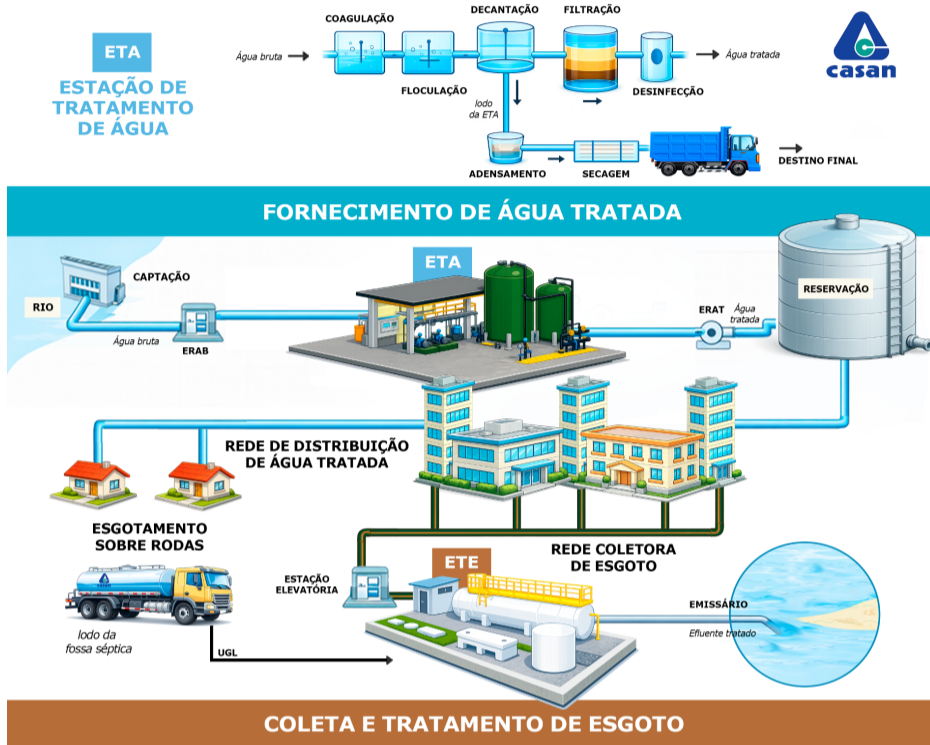 ETA
ESTAÇÃO DE
TRATAMENTO
DE ÁGUA
COAGULAÇÃO
DECANTAÇÃO
FILTRAÇÃO
Água bruta
Água tratada
FLOCULAÇÃO
DESINFECÇÃO
lodo
da ETA
ADENSAMENTO
SECAGEM
DESTINO FINAL
casan
FORNECIMENTO DE ÁGUA TRATADA
RIO
CAPTAÇÃO
Água bruta
ERAB
ETA
ERAT
Água
tratada
RESERVAÇÃO
REDE DE DISTRIBUIÇÃO
DE ÁGUA TRATADA
ESGOTAMENTO
SOBRE RODAS
lodo da
fossa séptica
UGL
ESTAÇÃO
ELEVATÓRIA
ETE
REDE COLETORA
DE ESGOTO
EMISSÁRIO
Efluente tratado
COLETA E TRATAMENTO DE ESGOTO